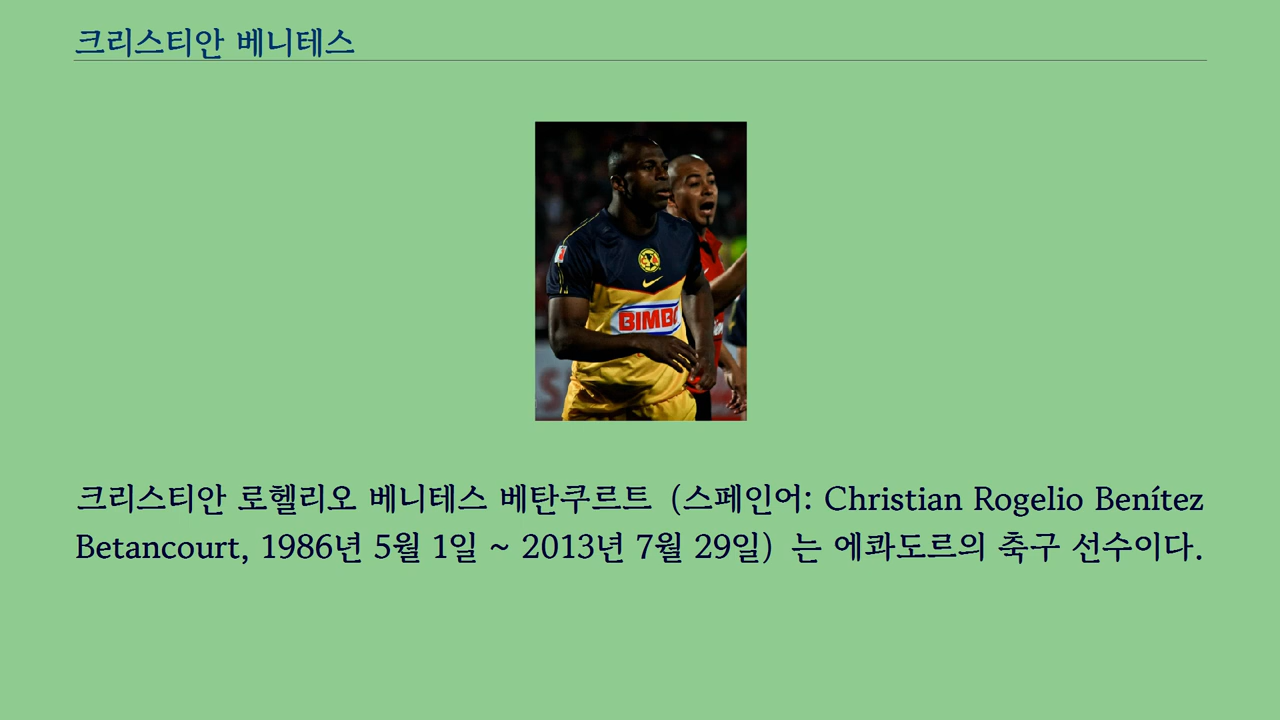 크리스티안 베니테스
BIMBO
크리스티안 로헬리오 베니테스 베탄쿠르트 (스페인어: Christian Rogelio Benítez
Betancourt, 1986년 5월 1일 ~ 2013년 7월 29일) 는 에콰도르의 축구 선수이다.